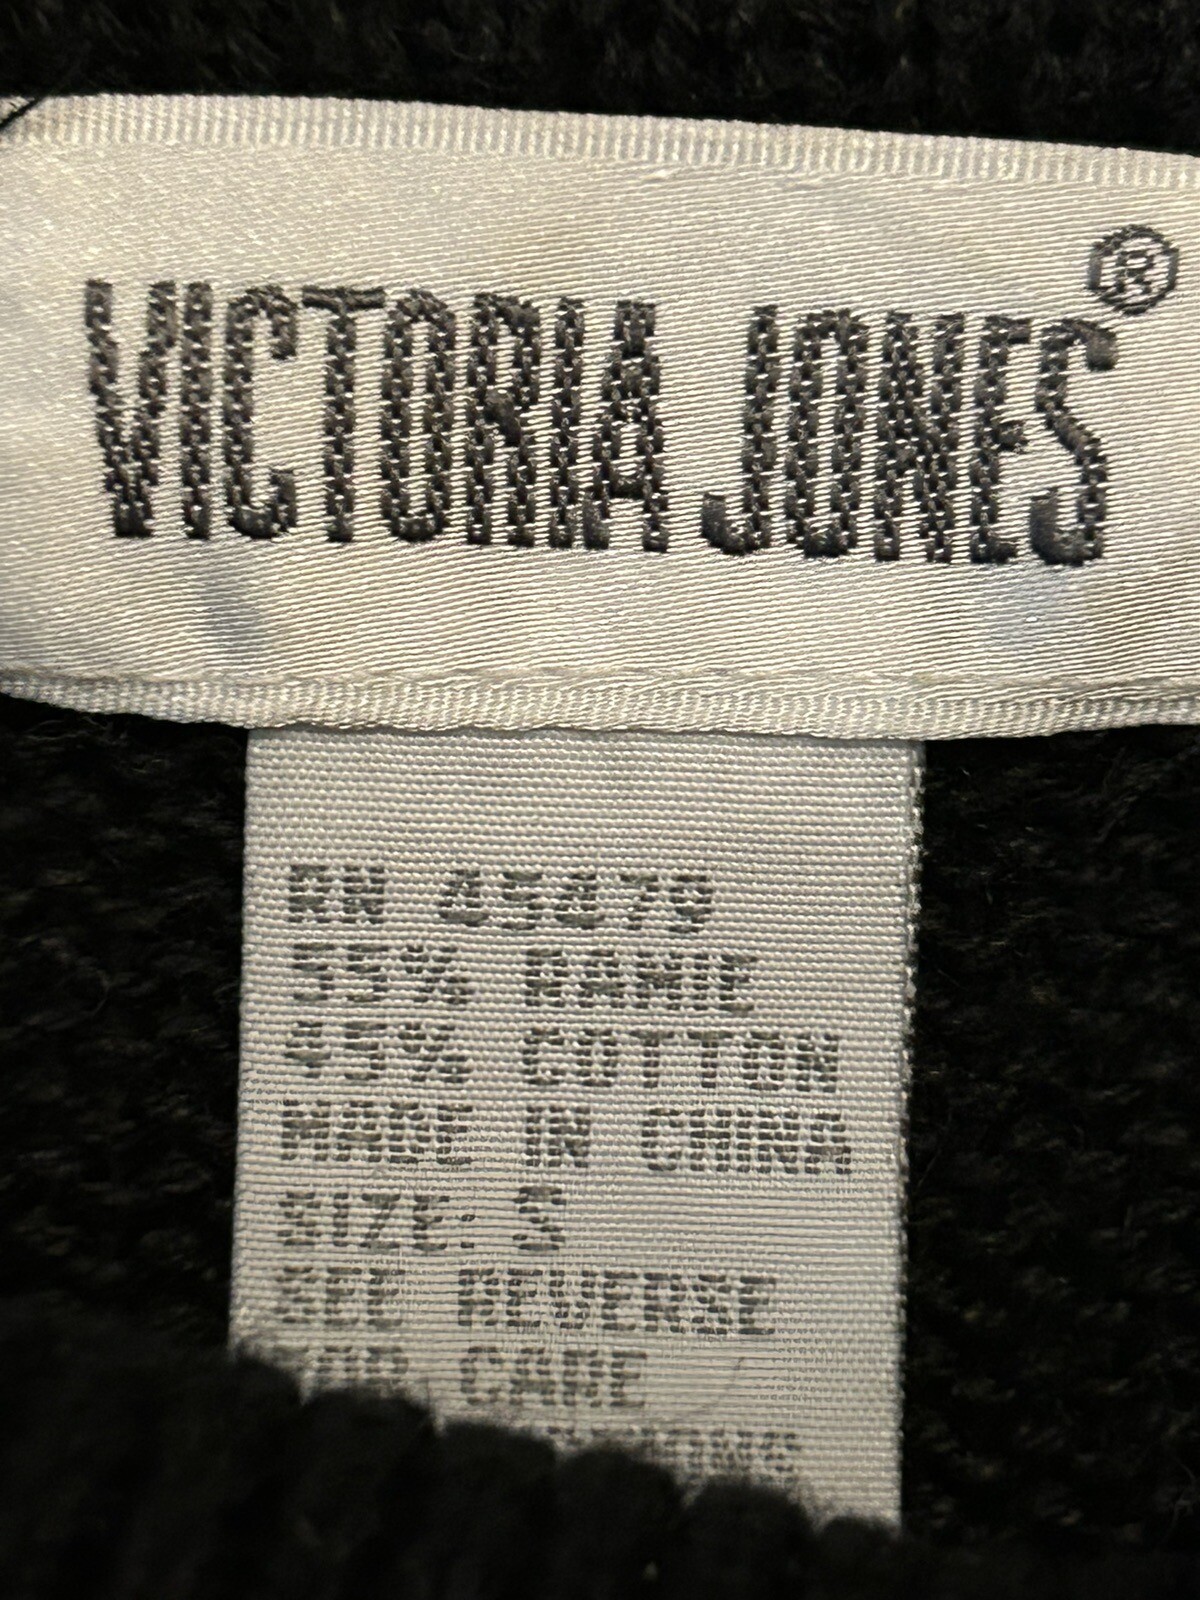 VICTORIA JONES®
RN 45479
55% RAMIE
45% COTTON
MADE IN CHINA
SIZE: S
SEE REVERSE
FOR CARE